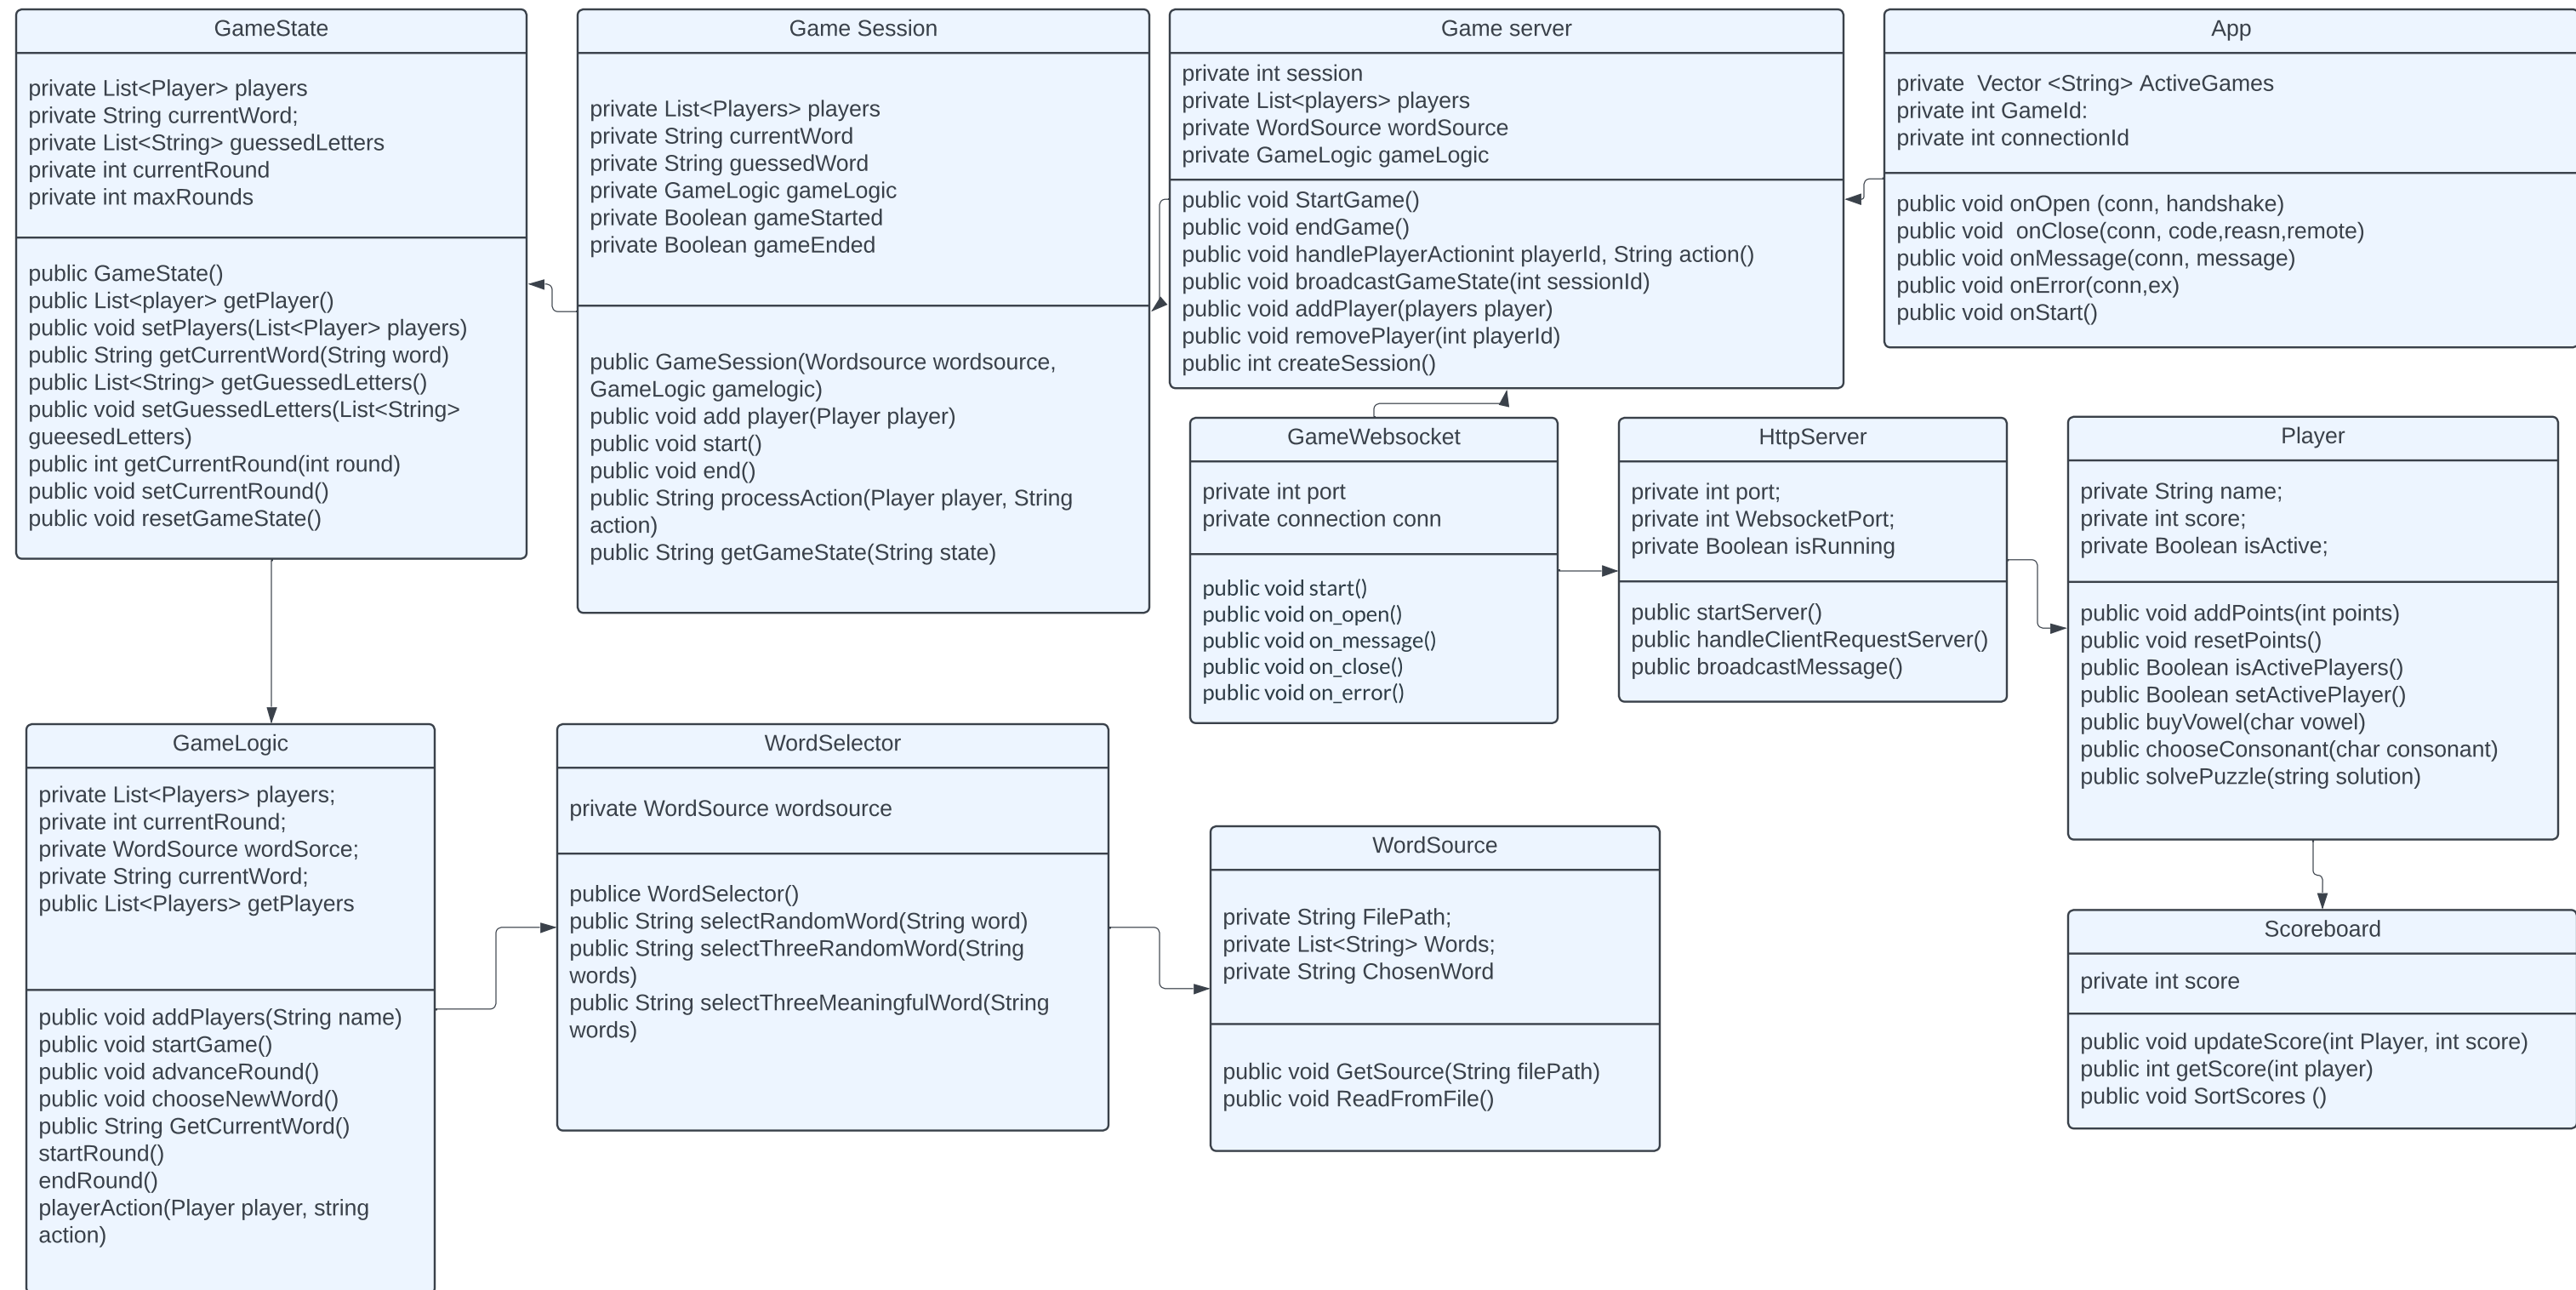 GameState
private List<Player> players
private String currentWord;
private List<String> guessedLetters
private int currentRound
private int maxRounds
public GameState()
public List<player> getPlayer()
public void setPlayers(List<Player> players)
public String getCurrentWord(String word)
public List<String> getGuessedLetters()
public void setGuessedLetters(List<String>
gueesedLetters)
public int getCurrentRound(int round)
public void setCurrentRound()
public void resetGameState()
Game Session
private List<Players> players
private String currentWord
private String guessedWord
private GameLogic gameLogic
private Boolean gameStarted
private Boolean gameEnded
public GameSession(Wordsource wordsource,
GameLogic gamelogic)
public void add player(Player player)
public void start()
public void end()
public String processAction(Player player, String
action)
public String getGameState(String state)
Game server
private int session
private List<players> players
private WordSource wordSource
private GameLogic gameLogic
public void StartGame()
public void endGame()
public void handlePlayerActionint playerId, String action()
public void broadcastGameState(int sessionId)
public void addPlayer(players player)
public void removePlayer(int playerId)
public int createSession()
App
private  Vector <String> ActiveGames
private int GameId:
private int connectionId
public void onOpen (conn, handshake)
public void  onClose(conn, code,reasn,remote)
public void onMessage(conn, message)
public void onError(conn,ex)
public void onStart()
GameWebsocket
private int port
private connection conn
public void start()
public void on_open()
public void on_message()
public void on_close()
public void on_error()
HttpServer
private int port;
private int WebsocketPort;
private Boolean isRunning
public startServer()
public handleClientRequestServer()
public broadcastMessage()
Player
private String name;
private int score;
private Boolean isActive;
public void addPoints(int points)
public void resetPoints()
public Boolean isActivePlayers()
public Boolean setActivePlayer()
public buyVowel(char vowel)
public chooseConsonant(char consonant)
public solvePuzzle(string solution)
GameLogic
private List<Players> players;
private int currentRound;
private WordSource wordSorce;
private String currentWord;
public List<Players> getPlayers
public void addPlayers(String name)
public void startGame()
public void advanceRound()
public void chooseNewWord()
public String GetCurrentWord()
startRound()
endRound()
playerAction(Player player, string
action)
WordSelector
private WordSource wordsource
publice WordSelector()
public String selectRandomWord(String word)
public String selectThreeRandomWord(String
words)
public String selectThreeMeaningfulWord(String
words)
WordSource
private String FilePath;
private List<String> Words;
private String ChosenWord
public void GetSource(String filePath)
public void ReadFromFile()
Scoreboard
private int score
public void updateScore(int Player, int score)
public int getScore(int player)
public void SortScores ()